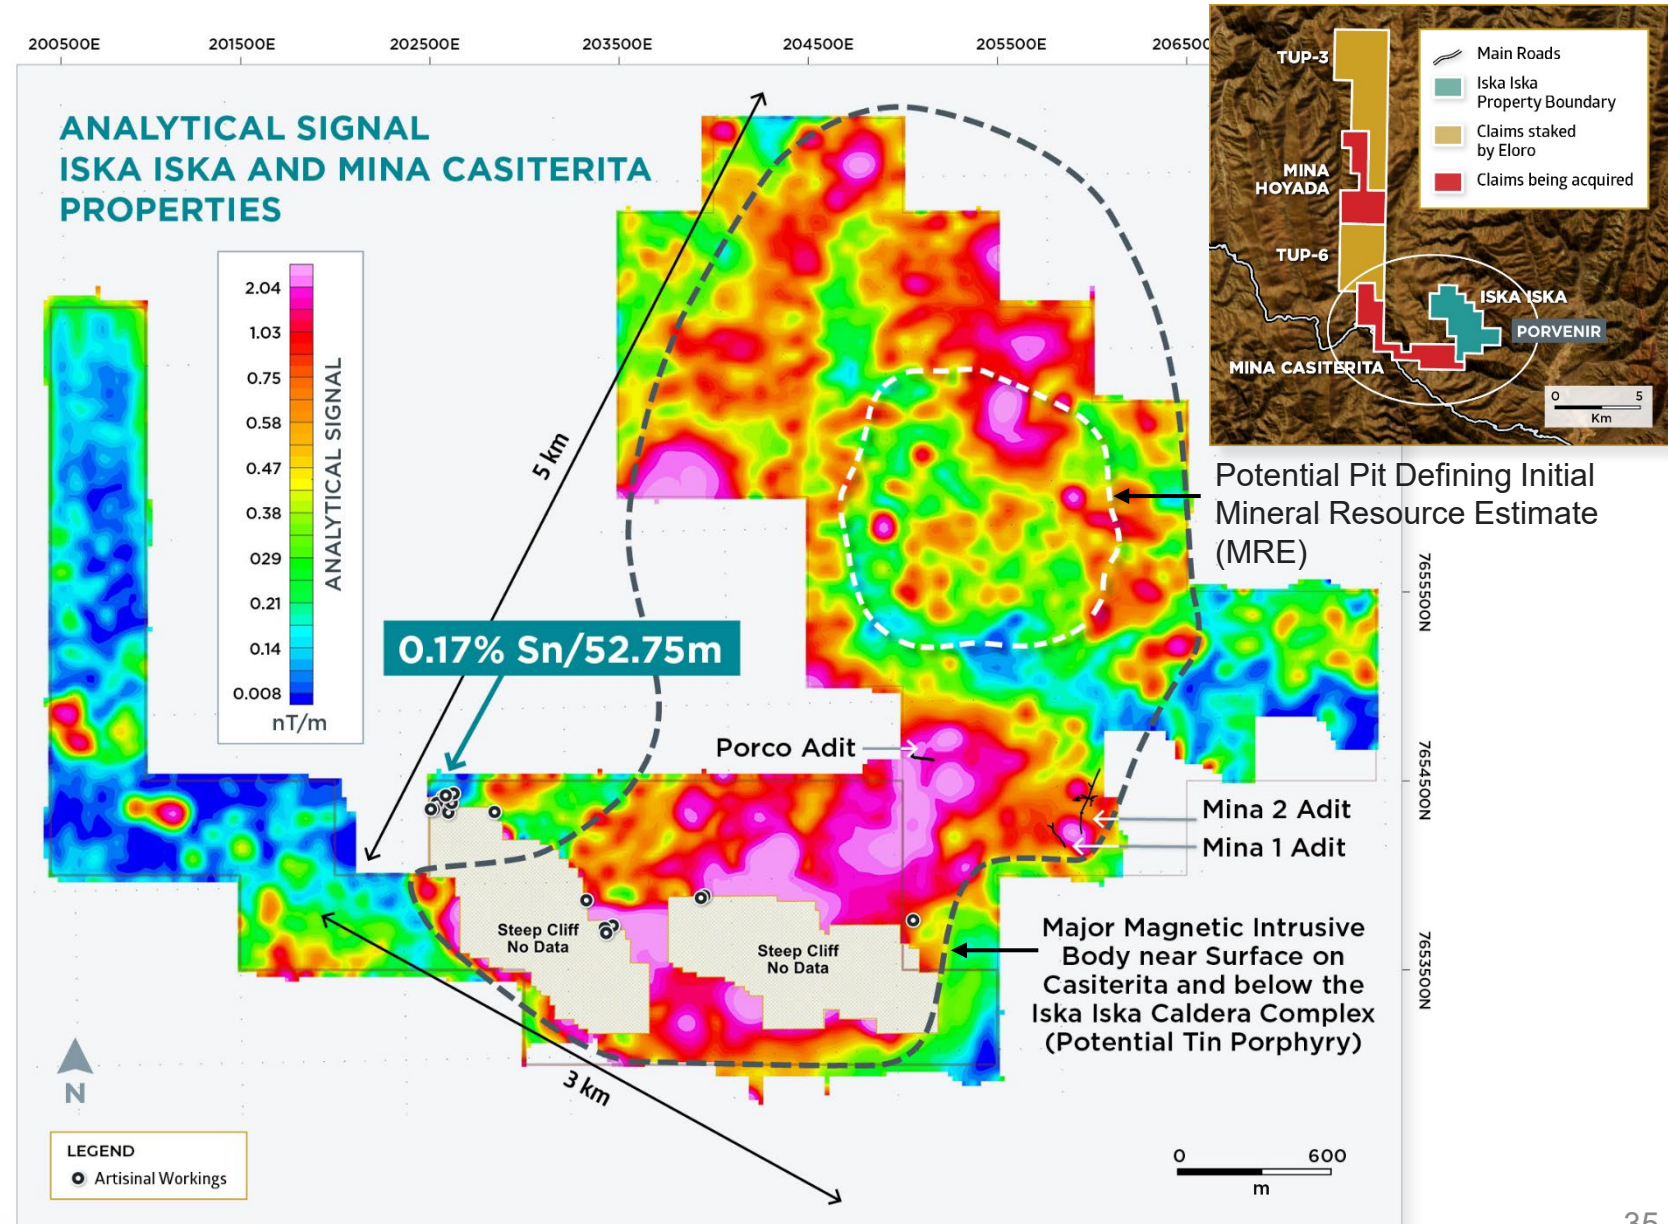 200500E 201500E 202500E 203500E 204500E 205500E 206500
ANALYTICAL SIGNAL
ISKA ISKA AND MINA CASITERITA
PROPERTIES
2.04
1.03
0.75
0.58
0.47
0.38
029
0.21
0.14
0.008
nT/m
ANALYTICAL SIGNAL
5 km
0.17% Sn/52.75m
Porco Adit
Steep Cliff
No Data
Steep Cliff
No Data
3 km
N
LEGEND
Artisinal Workings
TUP-3
MINA
HOYADA
TUP-6
ISKA ISKA
PORVENIR
MINA CASITERITA
Main Roads
Iska Iska
Property Boundary
Claims staked
by Eloro
Claims being acquired
0 5
Km
Potential Pit Defining Initial
Mineral Resource Estimate
(MRE)
7655500N
7654500N
7653500N
Mina 2 Adit
Mina 1 Adit
Major Magnetic Intrusive
Body near Surface on
Casiterita and below the
Iska Iska Caldera Complex
(Potential Tin Porphyry)
0 600
m
35